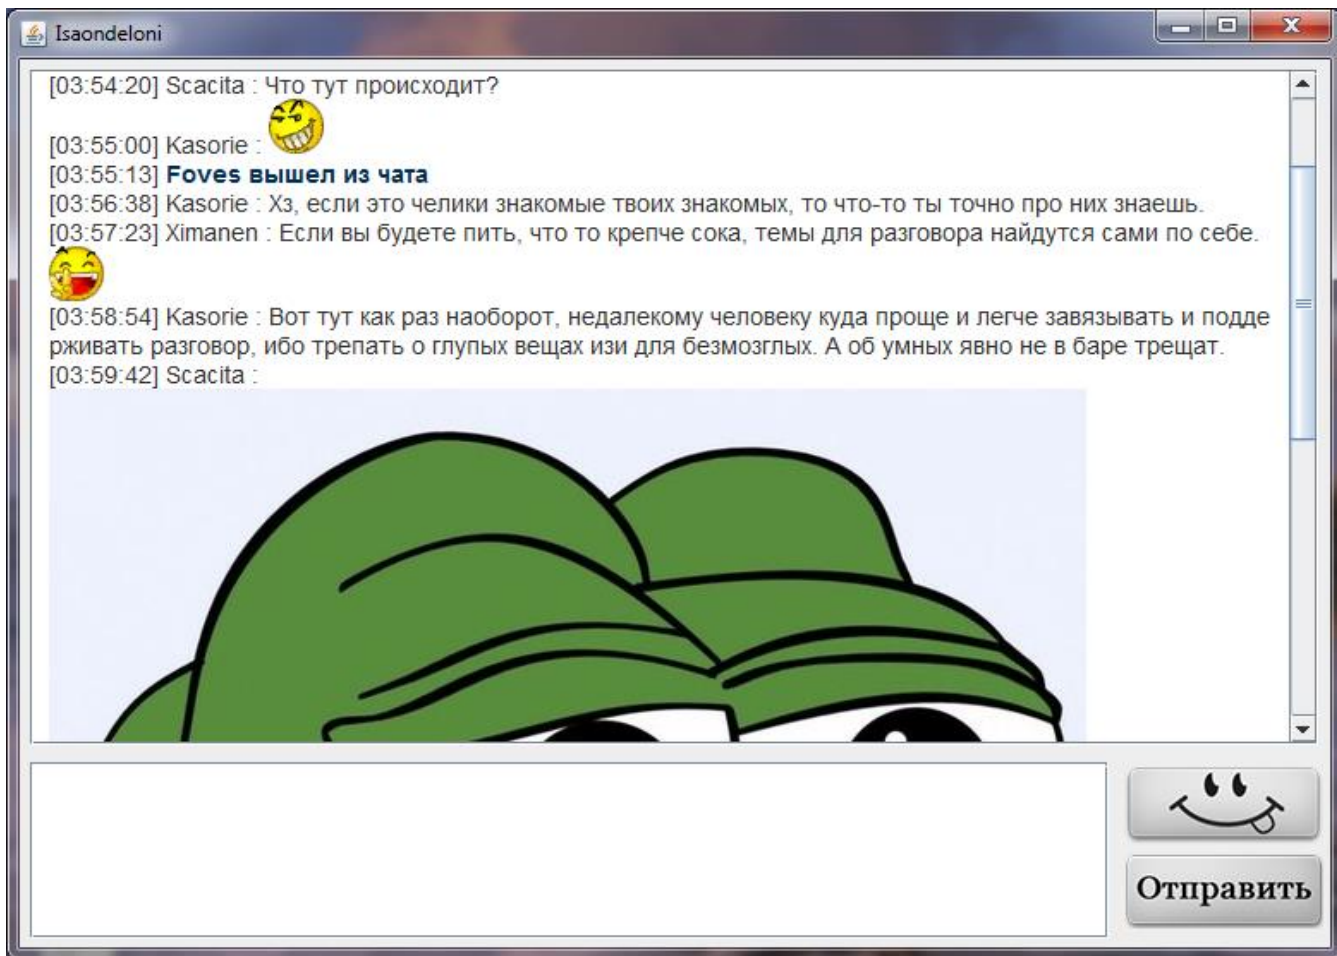 Isaondeloni
[03:54:20] Scacita : Что тут происходит?
[03:55:00] Kasorie :
[03:55:13] Foves вышел из чата
[03:56:38] Kasorie : Хз, если это челики знакомые твоих знакомых, то что-то ты точно про них знаешь.
[03:57:23] Ximanen : Если вы будете пить, что то крепче сока, темы для разговора найдутся сами по себе.
[03:58:54] Kasorie : Вот тут как раз наоборот, недалекому человеку куда проще и легче завязывать и подде
рживать разговор, ибо трепать о глупых вещах изи для безмозглых. А об умных явно не в баре трещат.
[03:59:42] Scacita :
Отправить